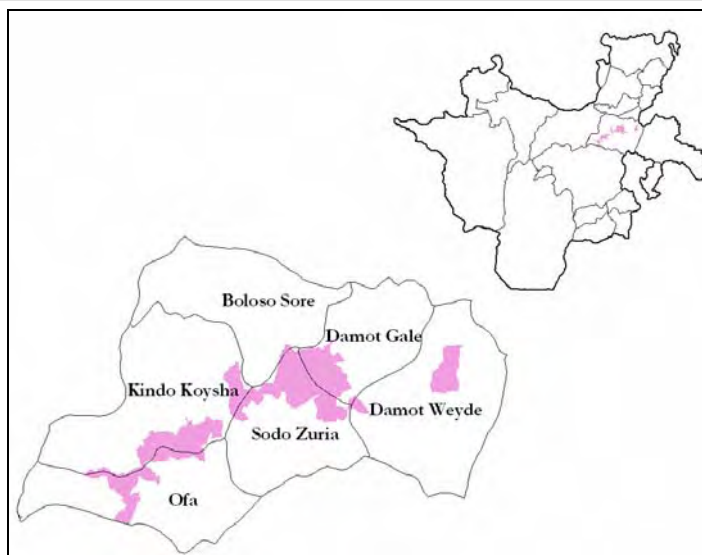 Boloso Sore
Damot Gale
Kindo Koysha
Damot Weyde
Sodo Zuria
Ofa